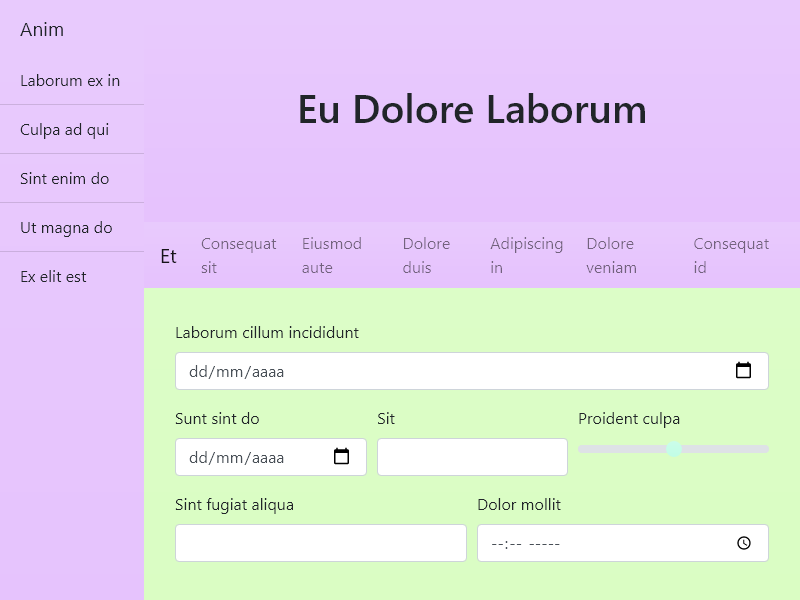 Anim
Laborum ex in
Culpa ad qui
Sint enim do
Ut magna do
Ex elit est
Eu Dolore Laborum
Et
Consequat sit
Eiusmod aute
Dolore duis
Adipiscing in
Dolore veniam
Consequat id
Laborum cillum incididunt
dd/mm/aaaa
Sunt sint do
dd/mm/aaaa
Sit
Proident culpa
Sint fugiat aliqua
Dolor mollit
--:-- -----